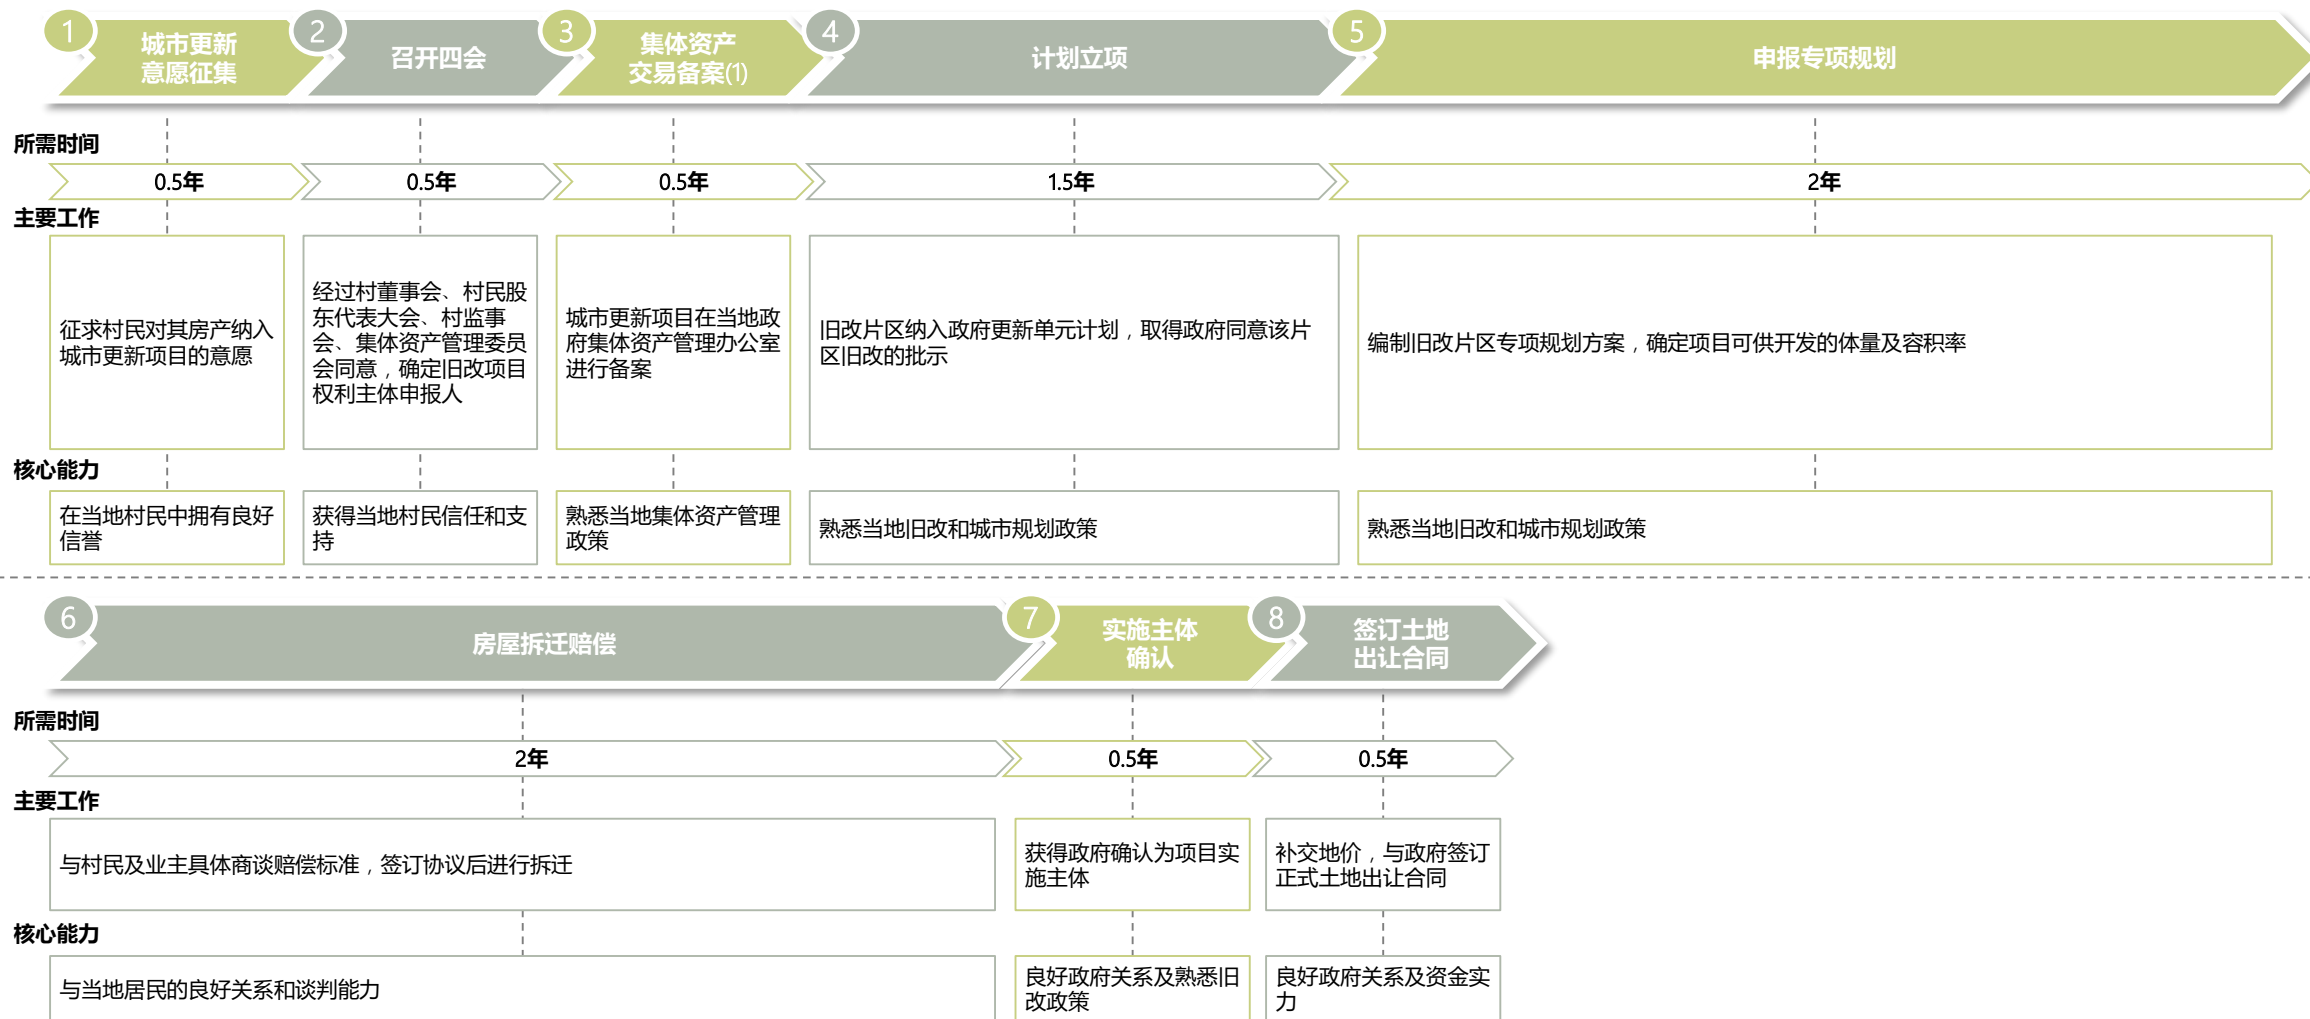 1
城市更新
意愿征集
2
召开四会
3
集体资产
交易备案(1)
4
计划立项
5
申报专项规划
所需时间
0.5年
0.5年
0.5年
1.5年
2年
主要工作
征求村民对其房产纳入
城市更新项目的意愿
经过村董事会、村民股
东代表大会、村监事
会、集体资产管理委员
会同意，确定旧改项目
权利主体申报人
城市更新项目在当地政
府集体资产管理办公室
进行备案
旧改片区纳入政府更新单元计划，取得政府同意该片
区旧改的批示
编制旧改片区专项规划方案，确定项目可供开发的体量及容积率
核心能力
在当地村民中拥有良好
信誉
获得当地村民信任和支
持
熟悉当地集体资产管理
政策
熟悉当地旧改和城市规划政策
熟悉当地旧改和城市规划政策
6
房屋拆迁赔偿
7
实施主体
确认
8
签订土地
出让合同
所需时间
2年
0.5年
0.5年
主要工作
与村民及业主具体商谈赔偿标准，签订协议后进行拆迁
获得政府确认为项目实
施主体
补交地价，与政府签订
正式土地出让合同
核心能力
与当地居民的良好关系和谈判能力
良好政府关系及熟悉旧
改政策
良好政府关系及资金实
力